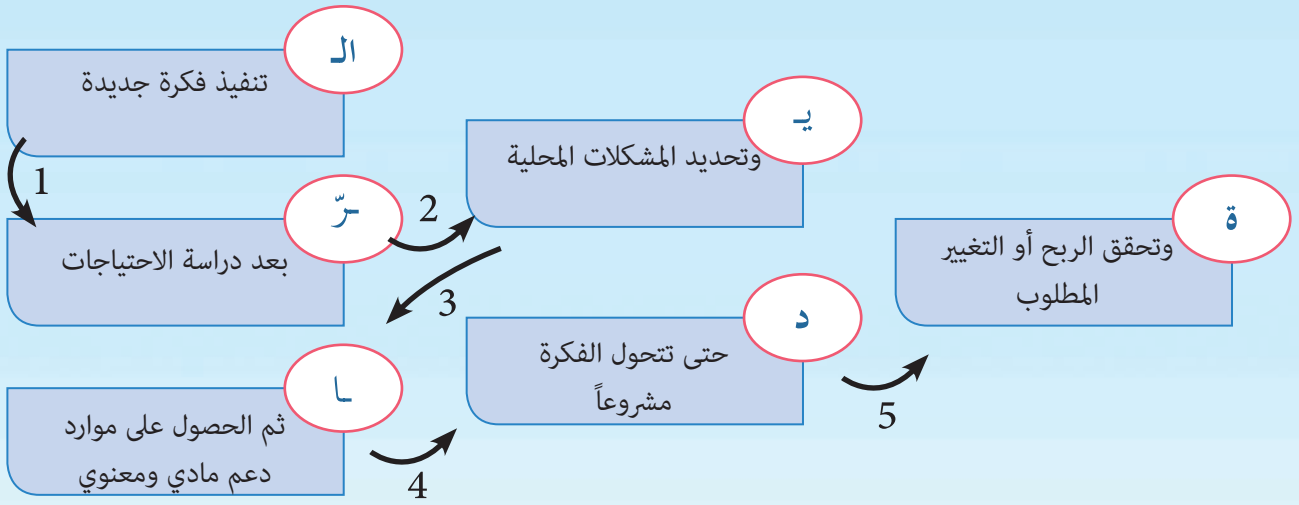 الـ
تنفيذ فكرة جديدة
1
ـرّ
بعد دراسة الاحتياجات
2
يـ
وتحديد المشكلات المحلية
3
ـا
ثم الحصول على موارد
دعم مادي ومعنوي
4
د
حتى تتحول الفكرة
مشروعاً
5
ة
وتحقق الربح أو التغيير
المطلوب